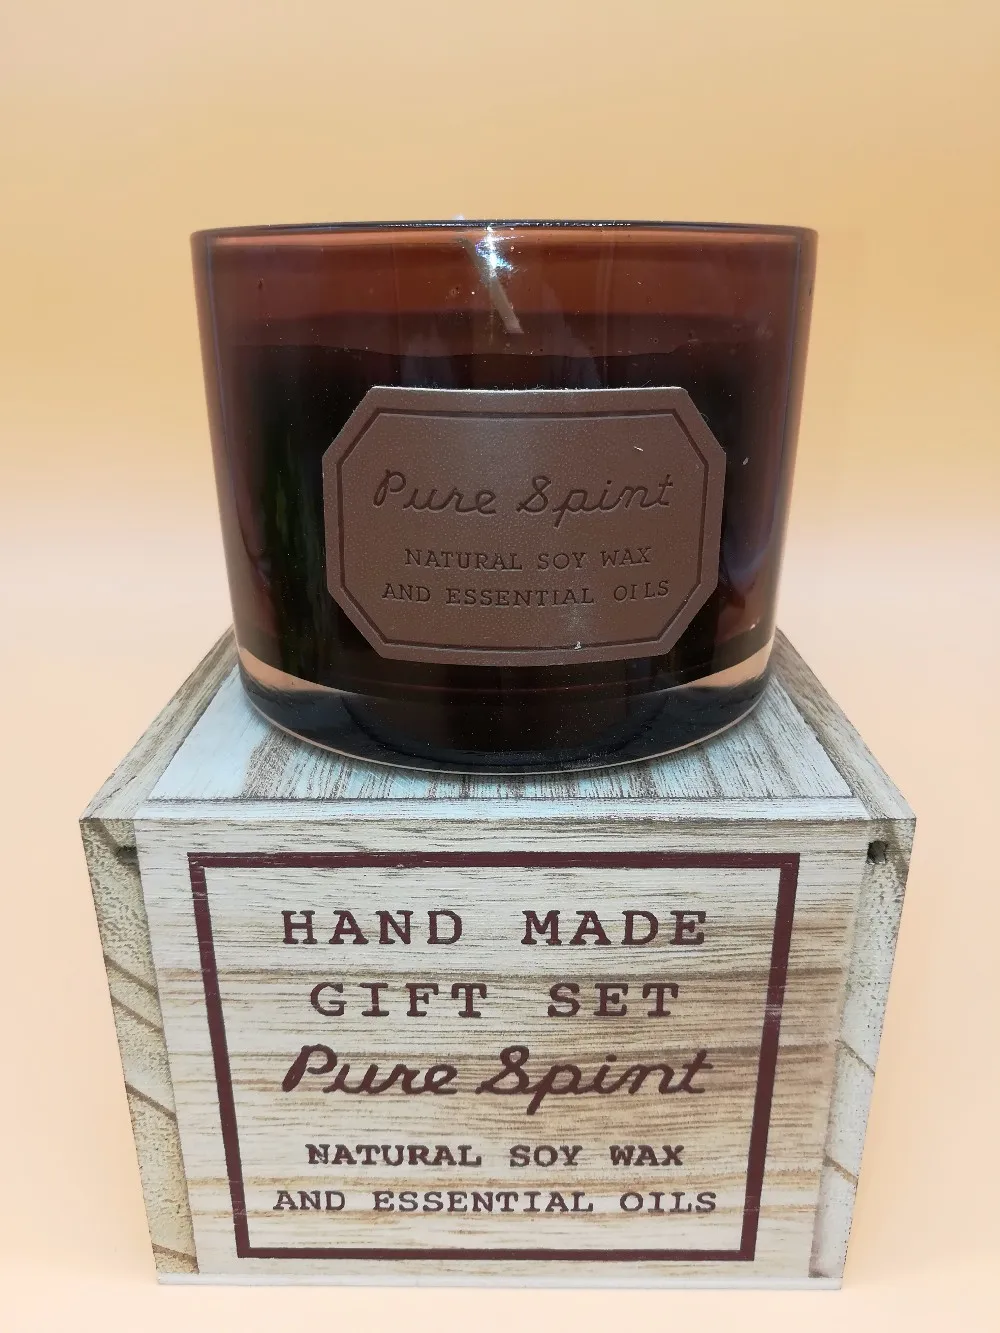 Pure Spint
NATURAL SOY WAX
AND ESSENTIAL OILS
HAND MADE
GIFT SET
Pure Spint
NATURAL SOY WAX
AND ESSENTIAL OILS